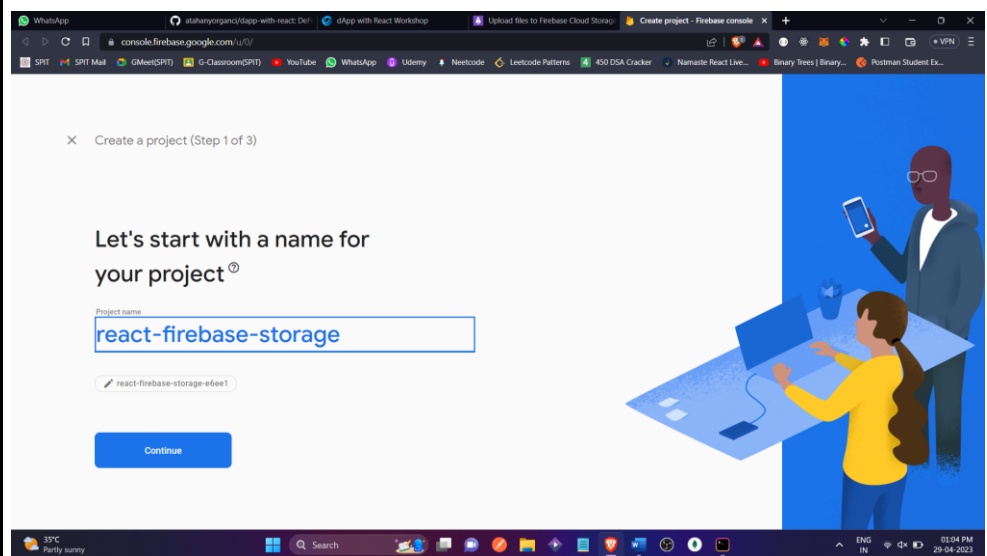 WhatsApp
atahanyorganci/dapp-with-react: DeFi
dApp with React Workshop
Upload files to Firebase Cloud Storage
Create project - Firebase console
console.firebase.google.com/u/0/
VPN
SPIT
SPIT Mail
GMeet(SPIT)
G-Classroom(SPIT)
YouTube
WhatsApp
Udemy
Neetcode
Leetcode Patterns
450 DSA Cracker
Namaste React Live...
Binary Trees | Binary...
Postman Student Ex...
Create a project (Step 1 of 3)
Let's start with a name for
your project
Project name
react-firebase-storage
react-firebase-storage-e6ee1
Continue
35°C
Partly sunny
Search
ENG
IN
01:04 PM
29-04-2023